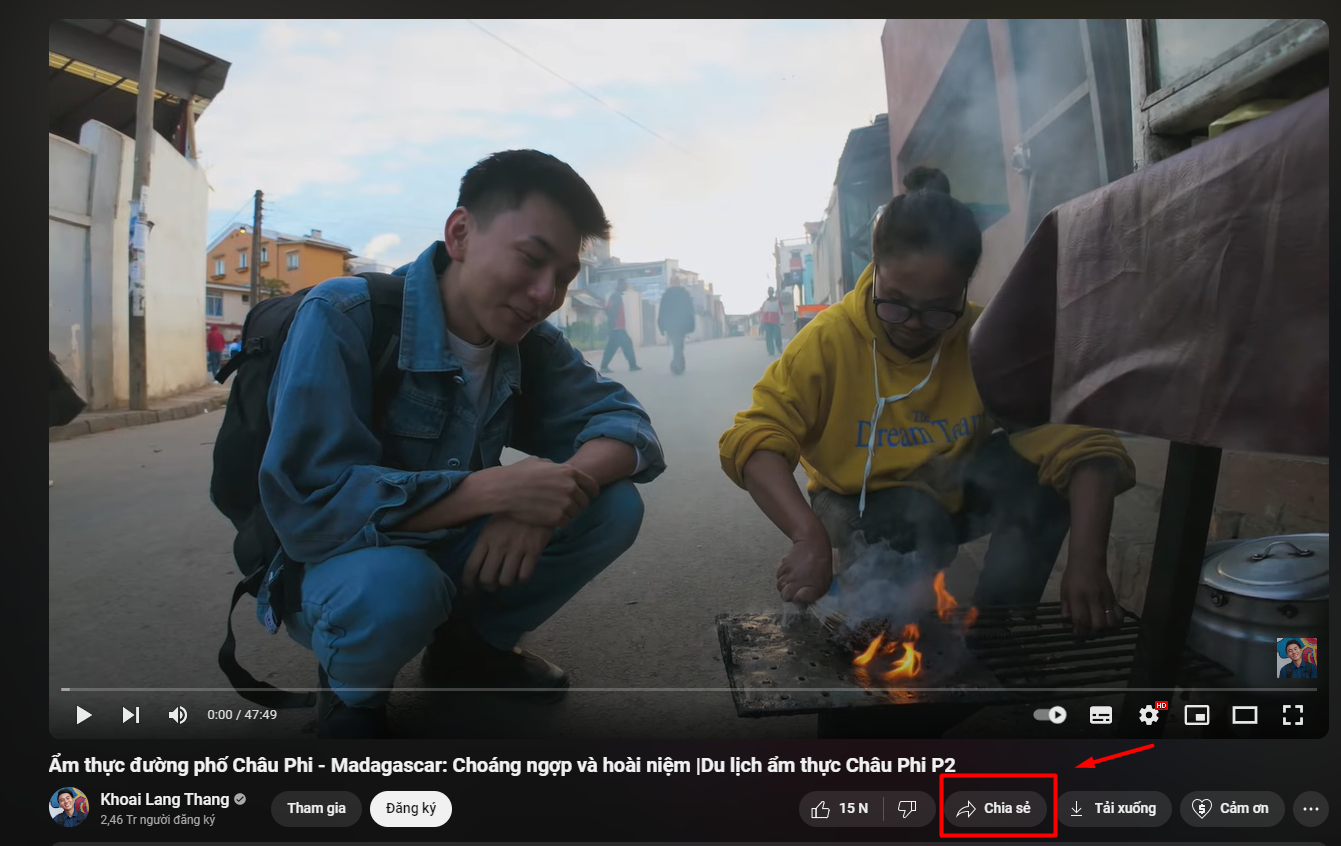 The
Dream Team
HD
0:00 / 47:49
Ẩm thực đường phố Châu Phi - Madagascar: Choáng ngợp và hoài niệm |Du lịch ẩm thực Châu Phi P2
Khoai Lang Thang
2,46 Tr người đăng ký
Tham gia
Đăng ký
15 N
Chia sẻ
Tải xuống
Cảm ơn